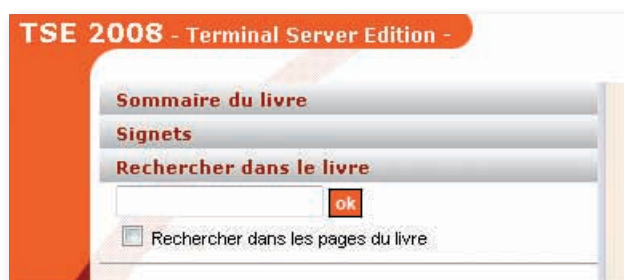 TSE 2008 - Terminal Server Edition -
Sommaire du livre
Signets
Rechercher dans le livre
ok
Rechercher dans les pages du livre